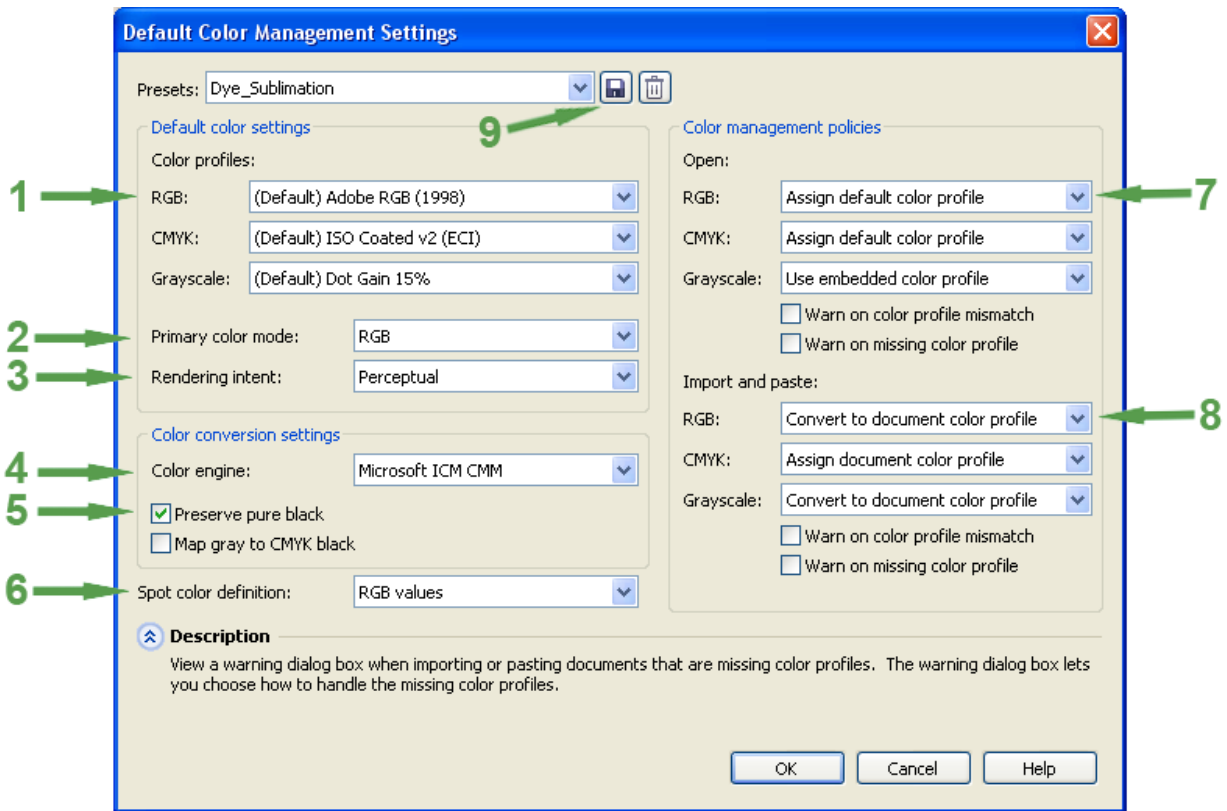 Default Color Management Settings
Presets: Dye_Sublimation
9
Default color settings
Color profiles:
1
RGB: (Default) Adobe RGB (1998)
CMYK: (Default) ISO Coated v2 (ECI)
Grayscale: (Default) Dot Gain 15%
2
Primary color mode: RGB
3
Rendering intent: Perceptual
Color conversion settings
4
Color engine: Microsoft ICM CMM
5
Preserve pure black
Map gray to CMYK black
6
Spot color definition: RGB values
Color management policies
Open:
RGB: Assign default color profile
7
CMYK: Assign default color profile
Grayscale: Use embedded color profile
Warn on color profile mismatch
Warn on missing color profile
Import and paste:
RGB: Convert to document color profile
8
CMYK: Assign document color profile
Grayscale: Convert to document color profile
Warn on color profile mismatch
Warn on missing color profile
Description
View a warning dialog box when importing or pasting documents that are missing color profiles. The warning dialog box lets
you choose how to handle the missing color profiles.
OK Cancel Help